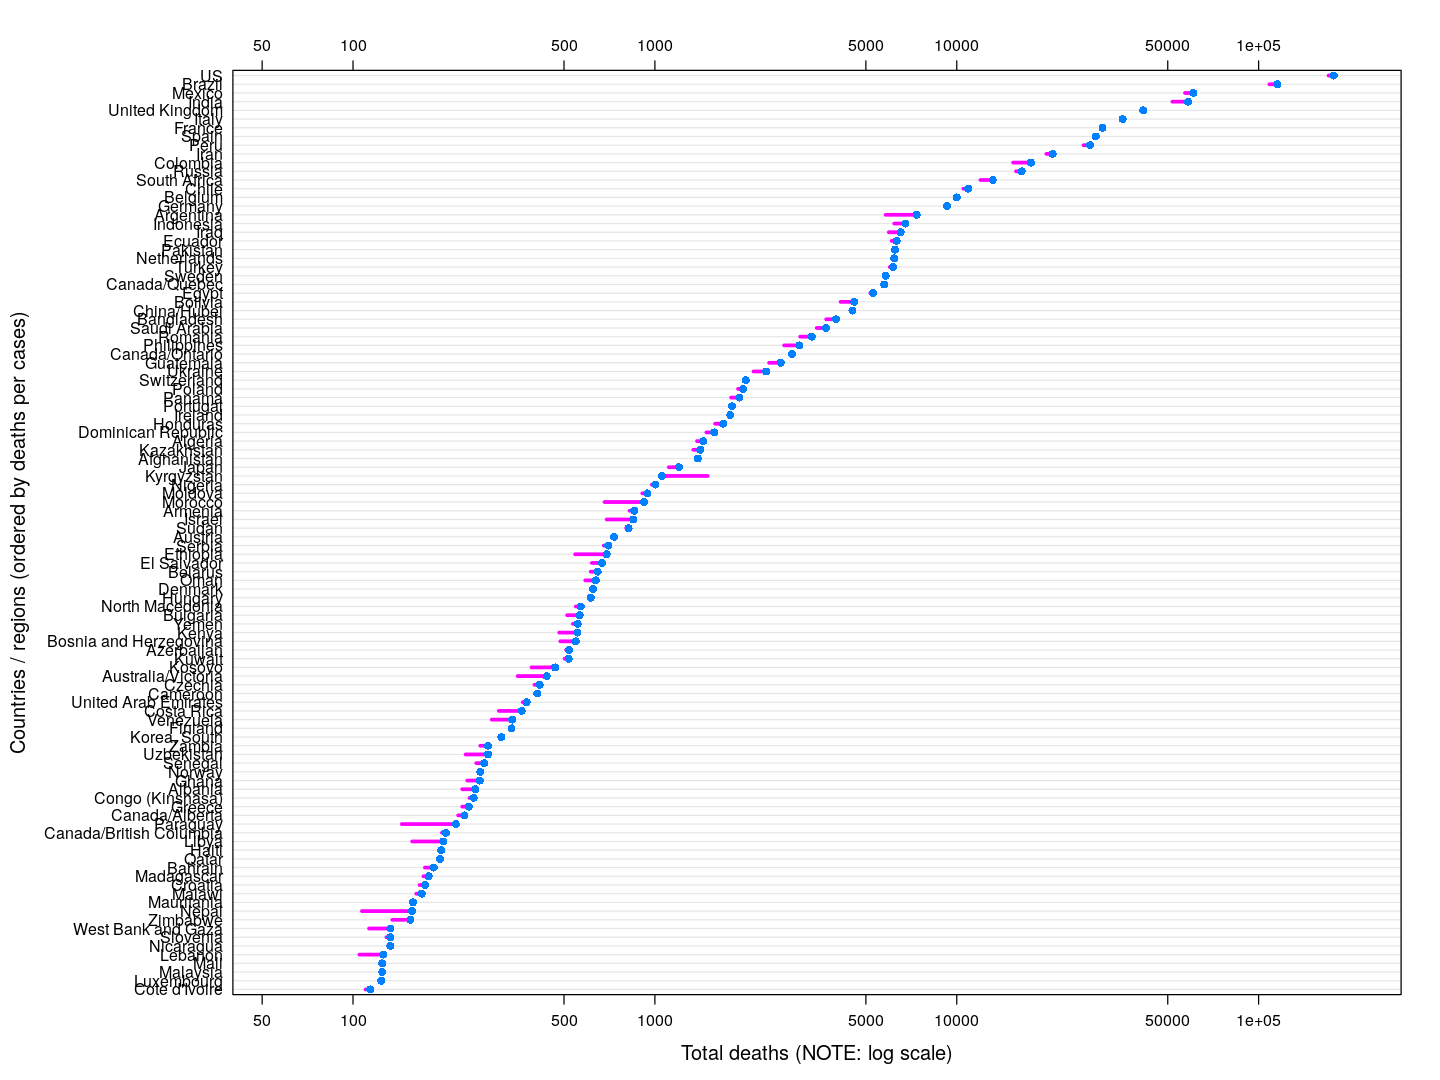 50 100 500 1000 5000 10000 50000 1e+05
US
Brazil
Mexico
India
United Kingdom
Italy
France
Spain
Peru
Iran
Colombia
Russia
South Africa
Chile
Belgium
Germany
Argentina
Indonesia
Iraq
Ecuador
Pakistan
Netherlands
Turkey
Sweden
Canada/Quebec
Egypt
Bolivia
China/Hubei
Bangladesh
Saudi Arabia
Romania
Philippines
Canada/Ontario
Guatemala
Ukraine
Switzerland
Poland
Panama
Portugal
Ireland
Honduras
Dominican Republic
Algeria
Kazakhstan
Afghanistan
Japan
Kyrgyzstan
Nigeria
Moldova
Morocco
Armenia
Israel
Sudan
Austria
Serbia
Ethiopia
El Salvador
Belarus
Oman
Denmark
Hungary
North Macedonia
Bulgaria
Yemen
Kenya
Bosnia and Herzegovina
Azerbaijan
Kuwait
Kosovo
Australia/Victoria
Czechia
Cameroon
United Arab Emirates
Costa Rica
Venezuela
Finland
Korea, South
Zambia
Uzbekistan
Senegal
Norway
Ghana
Albania
Congo (Kinshasa)
Greece
Canada/Alberta
Paraguay
Canada/British Columbia
Libya
Haiti
Qatar
Bahrain
Madagascar
Croatia
Malawi
Mauritania
Nepal
Zimbabwe
West Bank and Gaza
Slovenia
Nicaragua
Lebanon
Mali
Malaysia
Luxembourg
Cote d'Ivoire
50 100 500 1000 5000 10000 50000 1e+05
Total deaths (NOTE: log scale)
Countries / regions (ordered by deaths per cases)